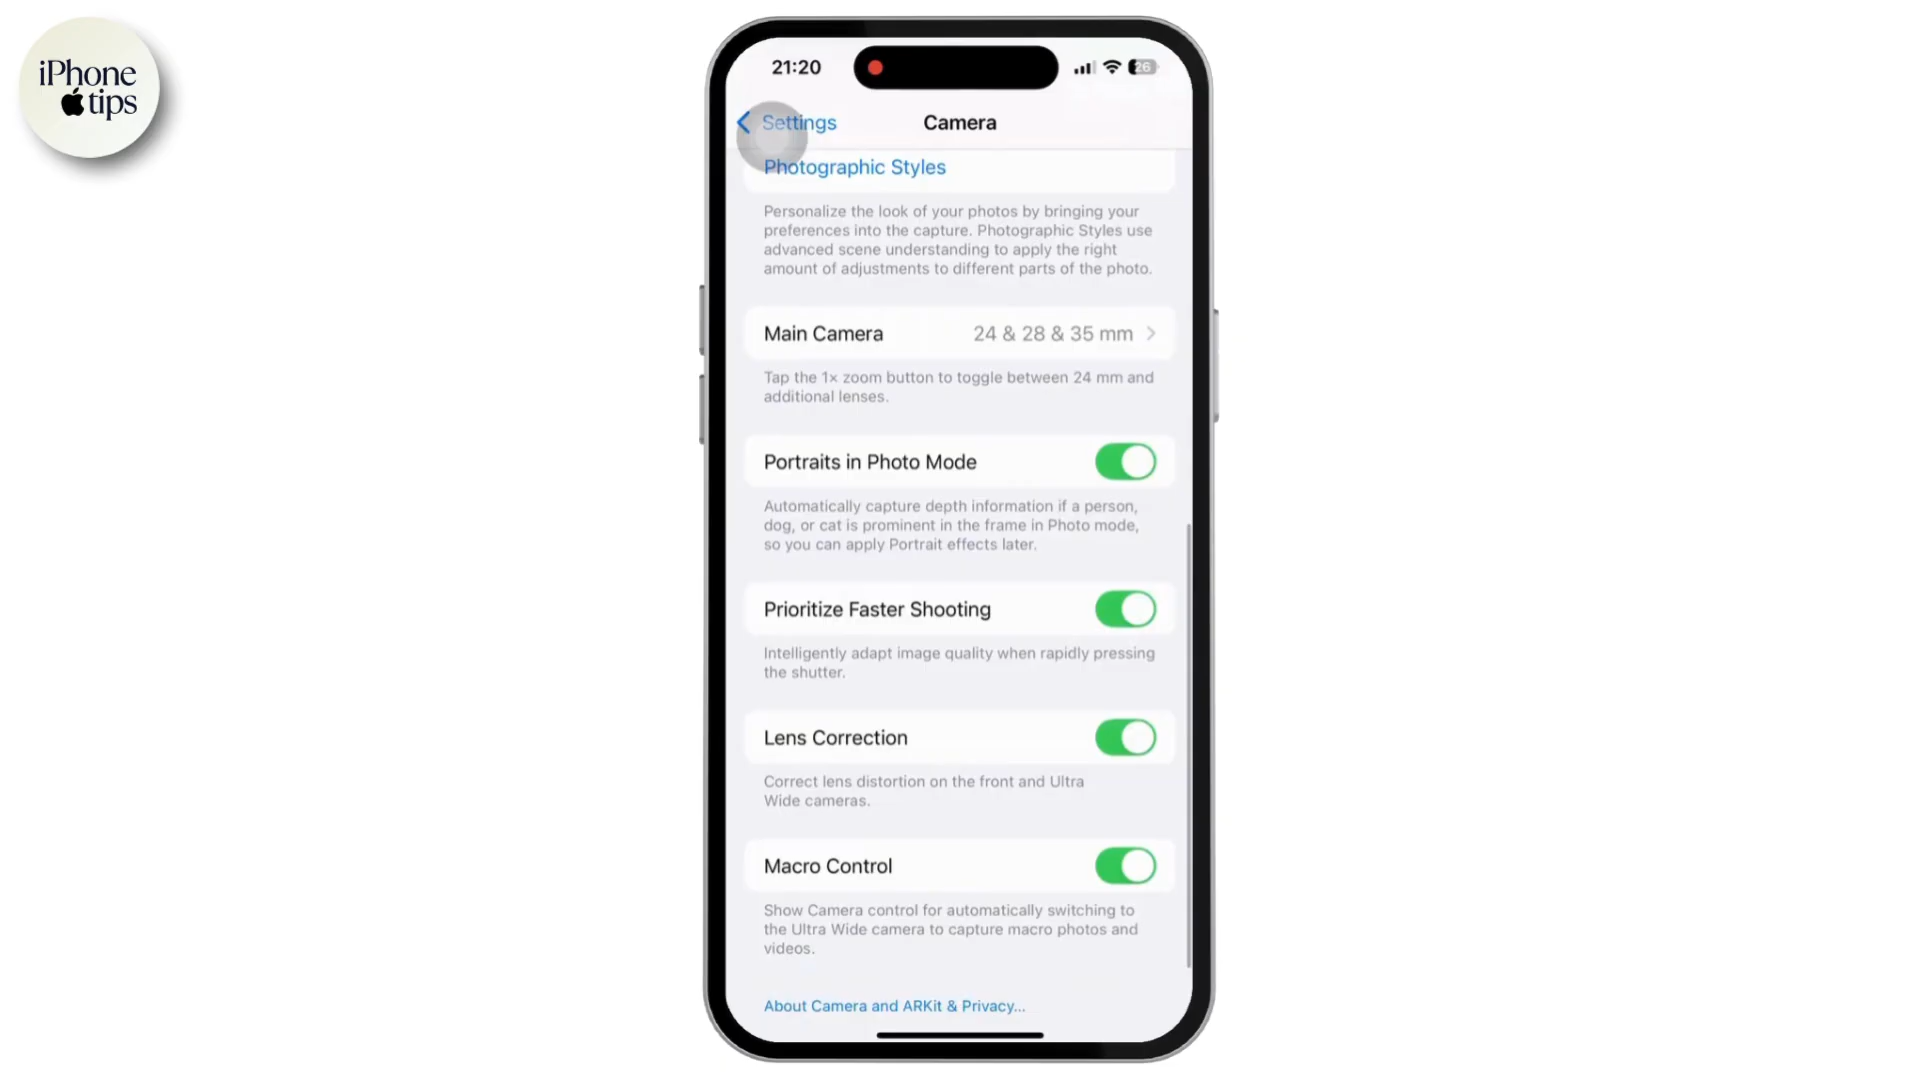 iPhone
tips
21:20
26
Settings
Camera
Photographic Styles
Personalize the look of your photos by bringing your
preferences into the capture. Photographic Styles use
advanced scene understanding to apply the right
amount of adjustments to different parts of the photo.
Main Camera 24 & 28 & 35 mm
Tap the 1× zoom button to toggle between 24 mm and
additional lenses.
Portraits in Photo Mode
Automatically capture depth information if a person,
dog, or cat is prominent in the frame in Photo mode,
so you can apply Portrait effects later.
Prioritize Faster Shooting
Intelligently adapt image quality when rapidly pressing
the shutter.
Lens Correction
Correct lens distortion on the front and Ultra
Wide cameras.
Macro Control
Show Camera control for automatically switching to
the Ultra Wide camera to capture macro photos and
videos.
About Camera and ARKit & Privacy...